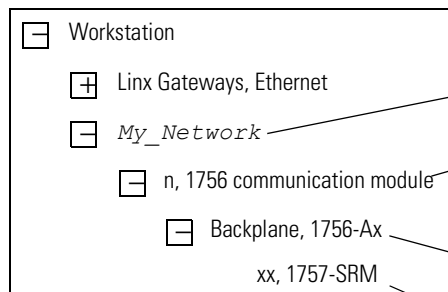 Workstation
Linx Gateways, Ethernet
My_Network
n, 1756 communication module
Backplane, 1756-Ax
xx, 1757-SRM